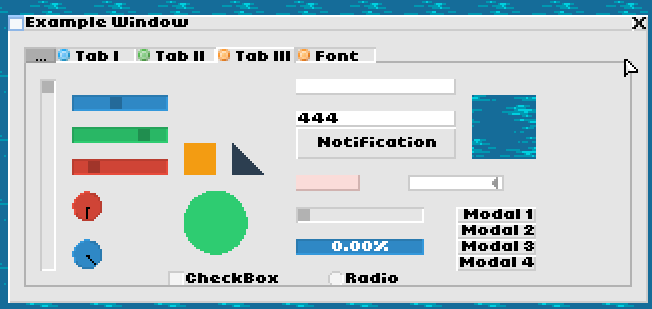 Example Window X
... Tab I Tab II Tab III Font
444
Notification
Modal 1
Modal 2
0.00% Modal 3
Modal 4
CheckBox Radio